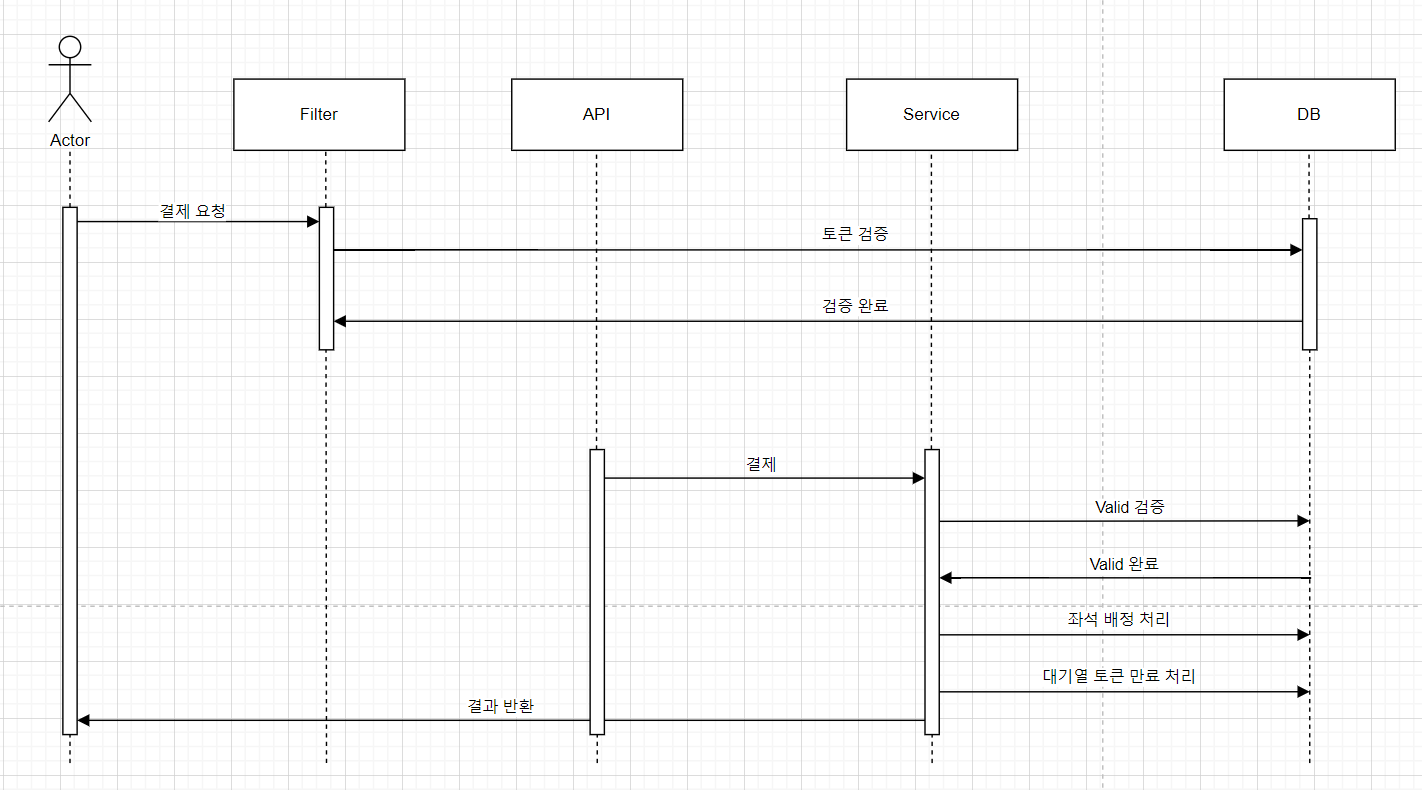 Actor
Filter
API
Service
DB
결제 요청
토큰 검증
검증 완료
결제
Valid 검증
Valid 완료
좌석 배정 처리
대기열 토큰 만료 처리
결과 반환